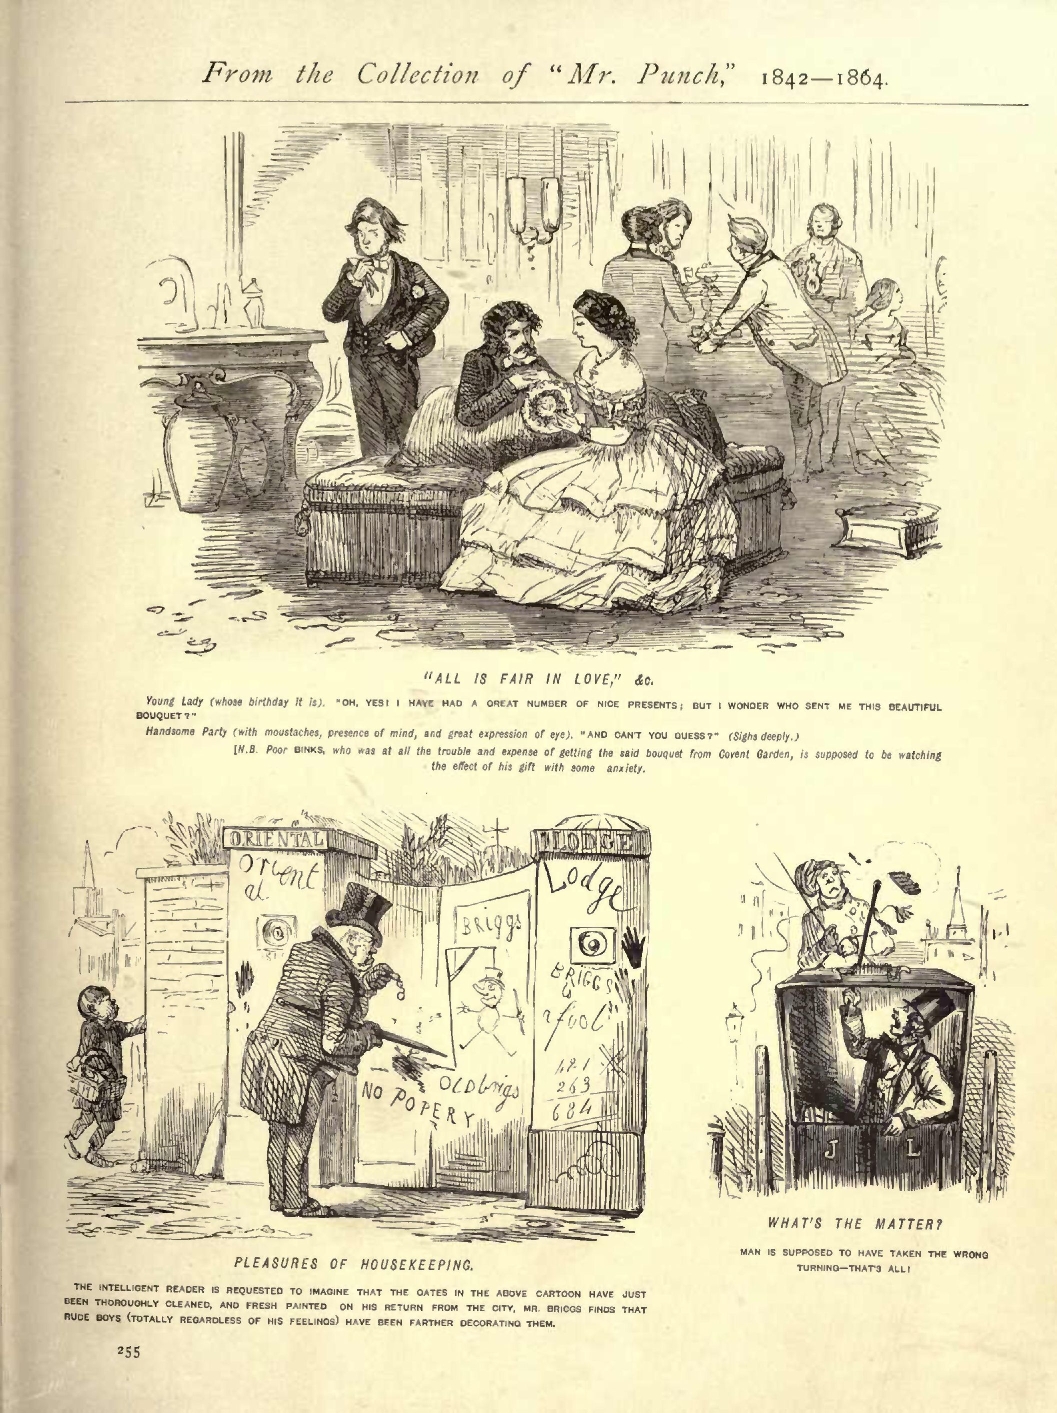 From the Collection of "Mr. Punch," 1842—1864.
"ALL IS FAIR IN LOVE," &c.
Young Lady (whose birthday it is). "OH, YES! I HAVE HAD A GREAT NUMBER OF NICE PRESENTS; BUT I WONDER WHO SENT ME THIS BEAUTIFUL
BOUQUET?"
Handsome Party (with moustaches, presence of mind, and great expression of eye). "AND CAN'T YOU GUESS?" (Sighs deeply.)
[N.B. Poor BINKS, who was at all the trouble and expense of getting the said bouquet from Covent Garden, is supposed to be watching
the effect of his gift with some anxiety.
ORIENTAL
Orient
al
LODGE
Lodge
BRiggs
BRIGGS
a fool
121
263
684
NO POPERY
OLD brigs
J L
PLEASURES OF HOUSEKEEPING.
THE INTELLIGENT READER IS REQUESTED TO IMAGINE THAT THE GATES IN THE ABOVE CARTOON HAVE JUST
BEEN THOROUGHLY CLEANED, AND FRESH PAINTED ON HIS RETURN FROM THE CITY, MR. BRIGGS FINDS THAT
RUDE BOYS (TOTALLY REGARDLESS OF HIS FEELINGS) HAVE BEEN FARTHER DECORATING THEM.
WHAT'S THE MATTER?
MAN IS SUPPOSED TO HAVE TAKEN THE WRONG
TURNING—THAT'S ALL!
255